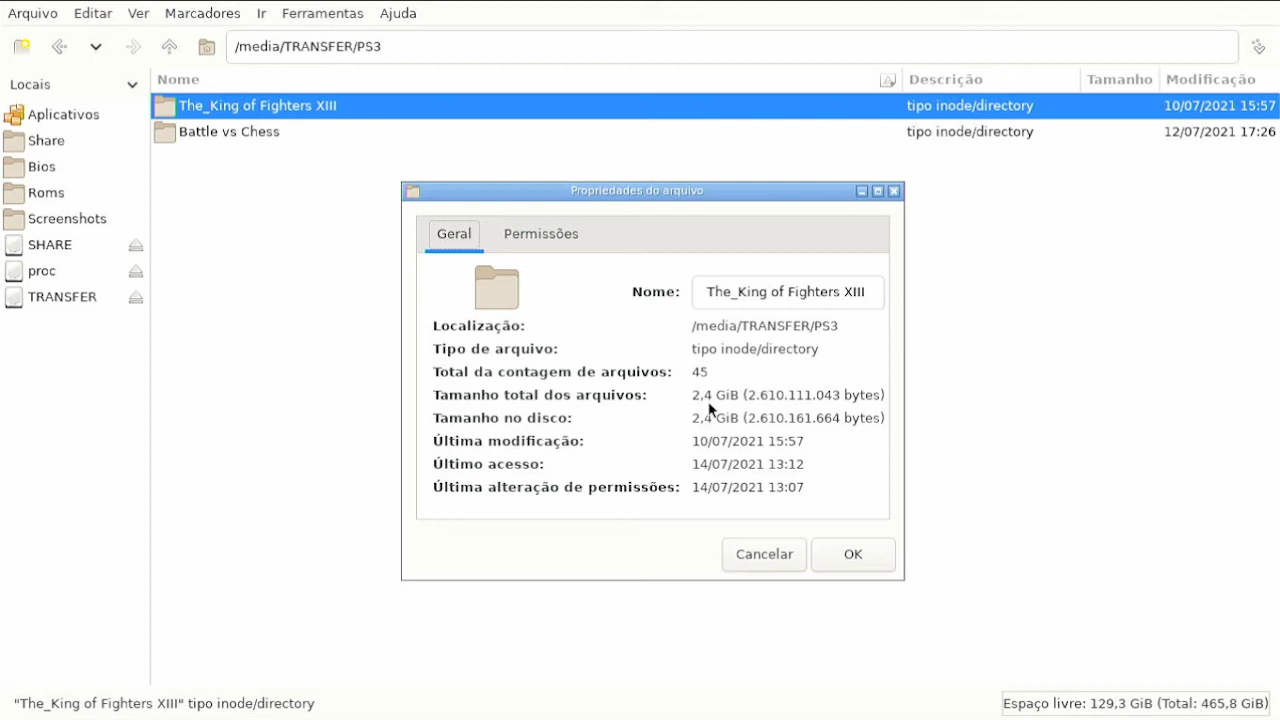 Arquivo Editar Ver Marcadores Ir Ferramentas Ajuda
/media/TRANSFER/PS3
Locais
Aplicativos
Share
Bios
Roms
Screenshots
SHARE
proc
TRANSFER
Nome Descrição Tamanho Modificação
The_King of Fighters XIII tipo inode/directory 10/07/2021 15:57
Battle vs Chess tipo inode/directory 12/07/2021 17:26
Propriedades do arquivo
Geral Permissões
Nome: The_King of Fighters XIII
Localização: /media/TRANSFER/PS3
Tipo de arquivo: tipo inode/directory
Total da contagem de arquivos: 45
Tamanho total dos arquivos: 2,4 GiB (2.610.111.043 bytes)
Tamanho no disco: 2,4 GiB (2.610.161.664 bytes)
Última modificação: 10/07/2021 15:57
Último acesso: 14/07/2021 13:12
Última alteração de permissões: 14/07/2021 13:07
Cancelar OK
"The_King of Fighters XIII" tipo inode/directory Espaço livre: 129,3 GiB (Total: 465,8 GiB)